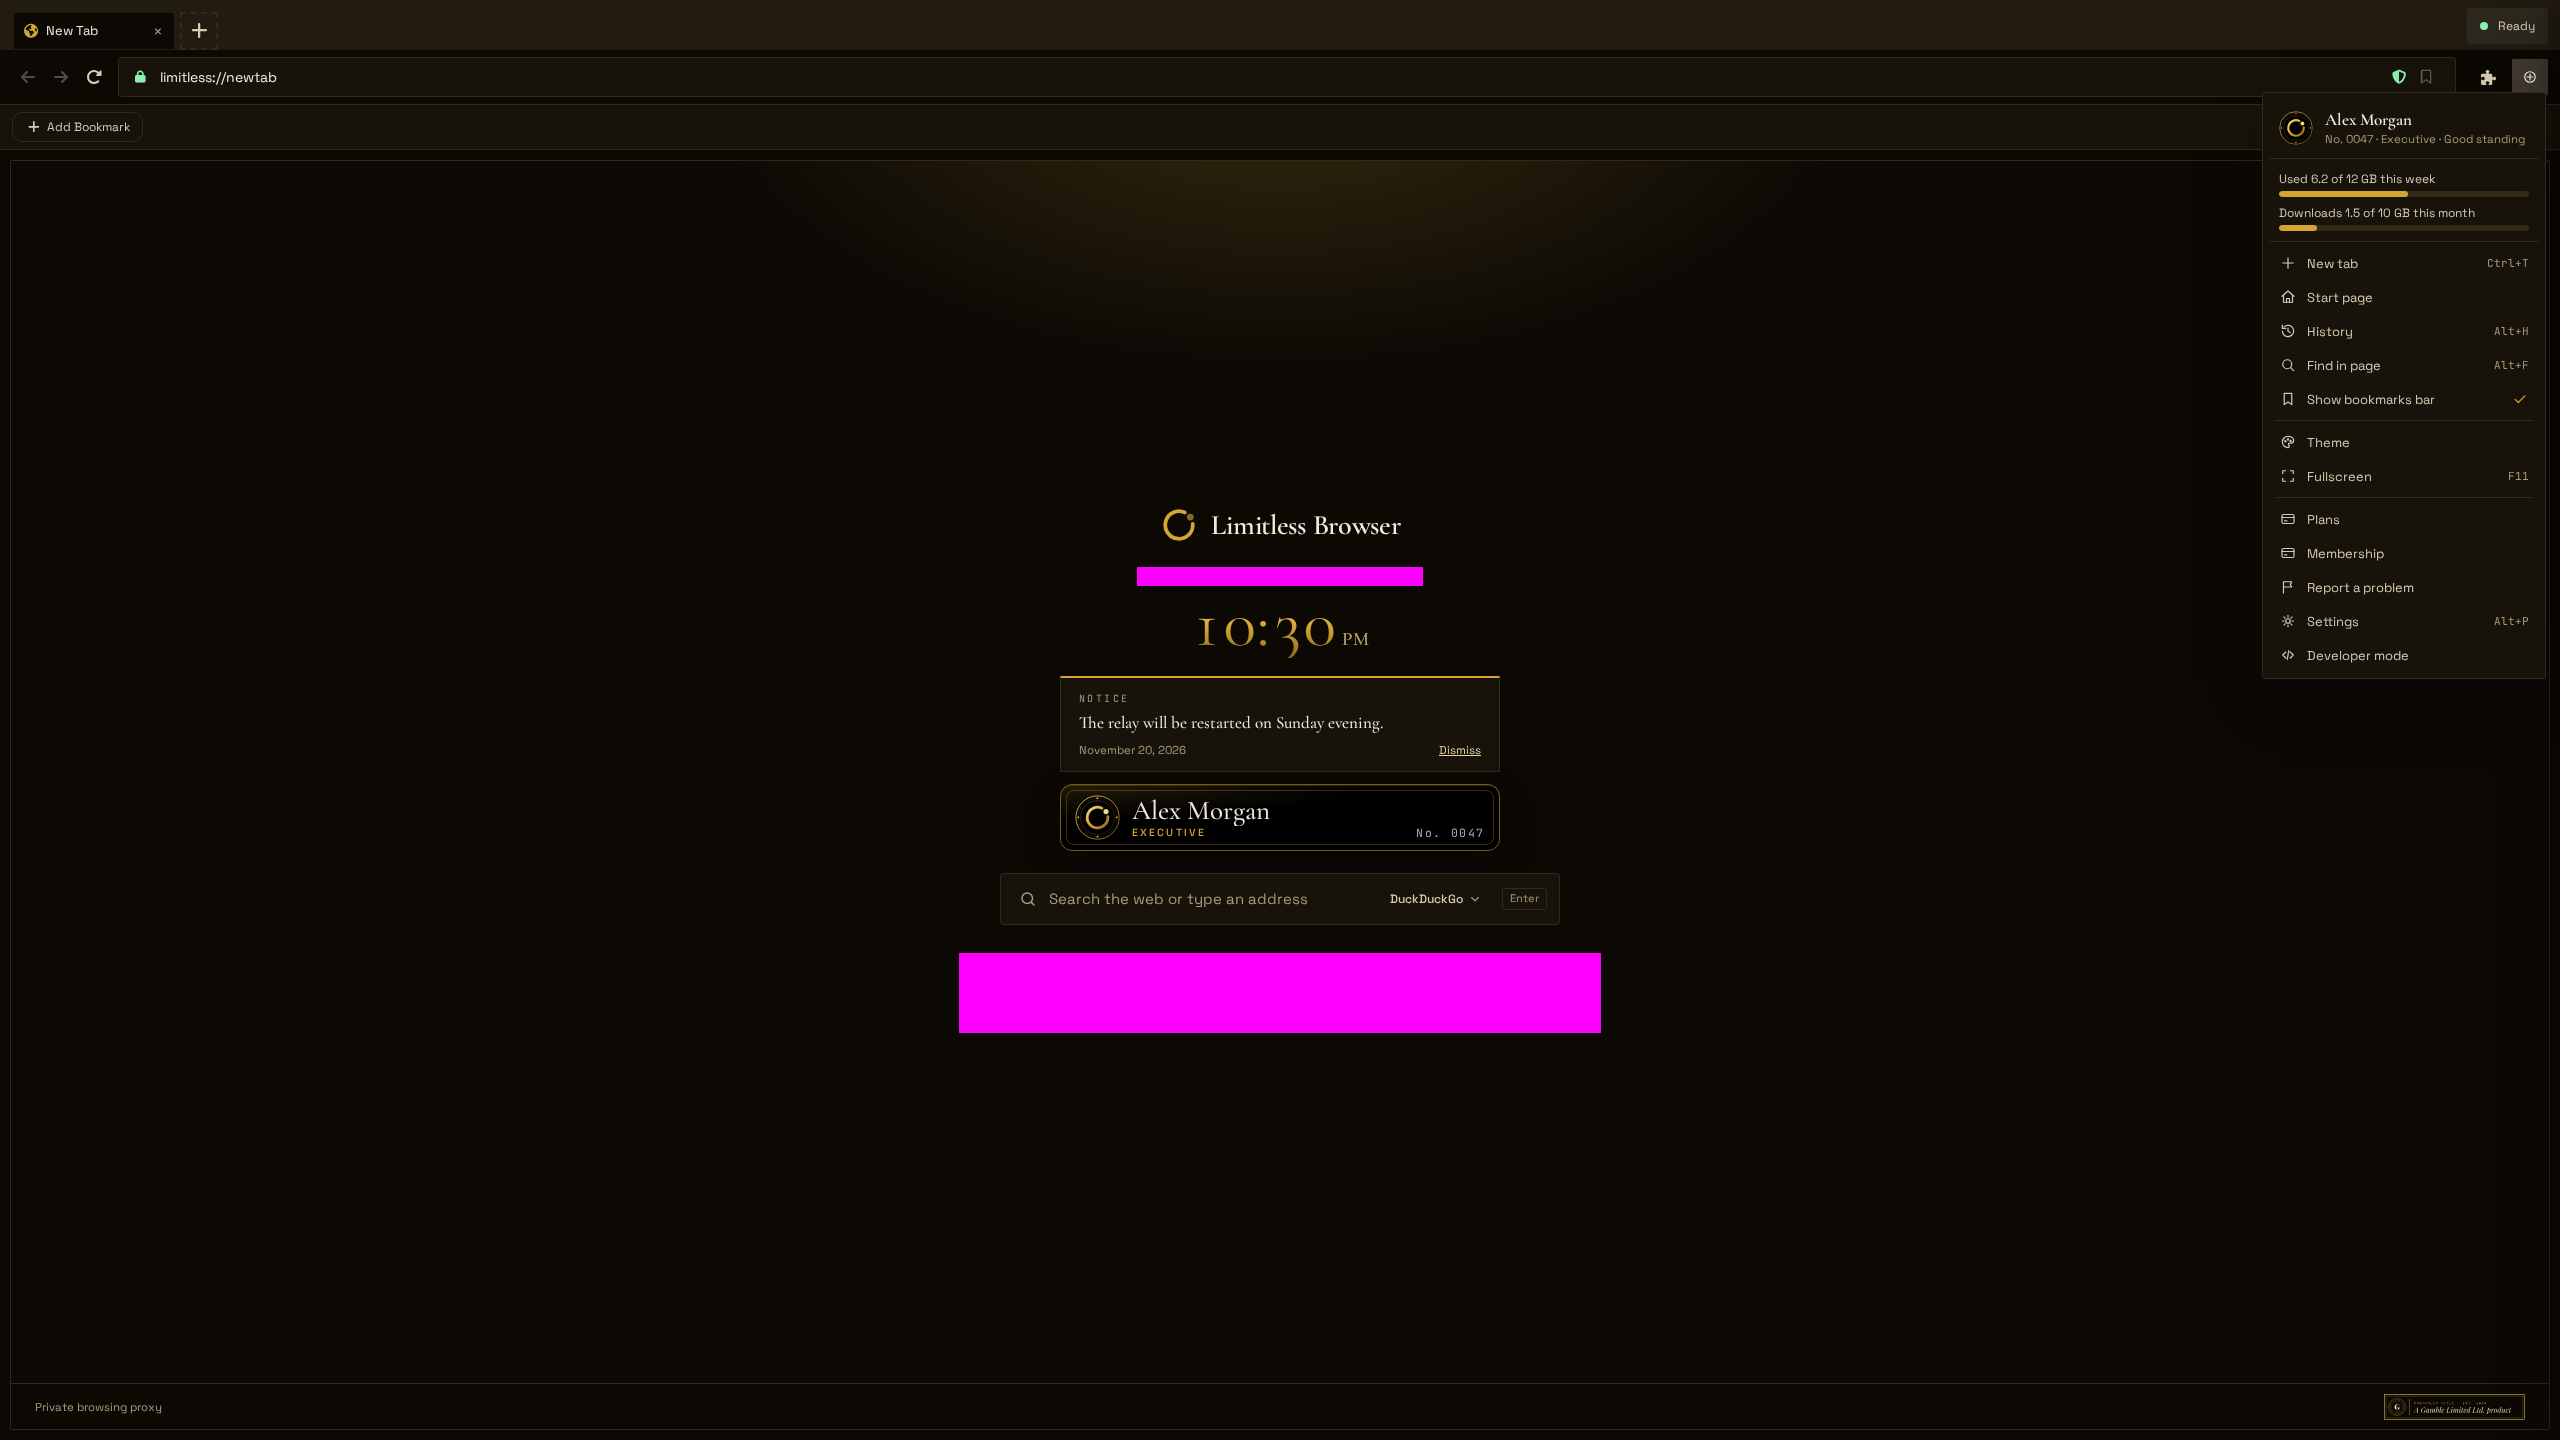 New Tab
Ready
limitless://newtab
Add Bookmark
Alex Morgan
No. 0047 · Executive · Good standing
Used 6.2 of 12 GB this week
Downloads 1.5 of 10 GB this month
New tab Ctrl+T
Start page
History Alt+H
Find in page Alt+F
Show bookmarks bar
Theme
Fullscreen F11
Plans
Membership
Report a problem
Settings Alt+P
Developer mode
Limitless Browser
10:30 PM
NOTICE
The relay will be restarted on Sunday evening.
November 20, 2026 Dismiss
Alex Morgan
EXECUTIVE No. 0047
Search the web or type an address DuckDuckGo Enter
Private browsing proxy
G
A Gamble Limited Ltd. product